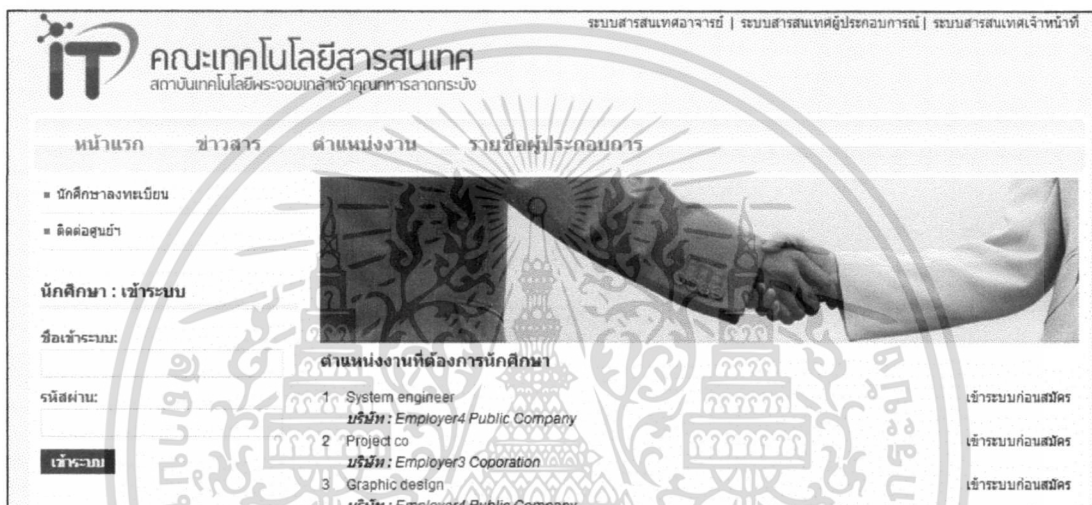 ระบบสารสนเทศอาจารย์ | ระบบสารสนเทศผู้ประกอบการณ์ | ระบบสารสนเทศเจ้าหน้าที่
iT คณะเทคโนโลยีสารสนเทศ
สถาบันเทคโนโลยีพระจอมเกล้าเจ้าคุณทหารลาดกระบัง
หน้าแรก ข่าวสาร ตำแหน่งงาน รายชื่อผู้ประกอบการ
นักศึกษาลงทะเบียน
ติดต่อศูนย์ฯ
นักศึกษา : เข้าระบบ
ชื่อเข้าระบบ:
รหัสผ่าน:
เข้าระบบ
ตำแหน่งงานที่ต้องการนักศึกษา
1 System engineer เข้าระบบก่อนสมัคร
บริษัท : Employer4 Public Company
2 Project co เข้าระบบก่อนสมัคร
บริษัท : Employer3 Coporation
3 Graphic design เข้าระบบก่อนสมัคร
บริษัท : Employer4 Public Company